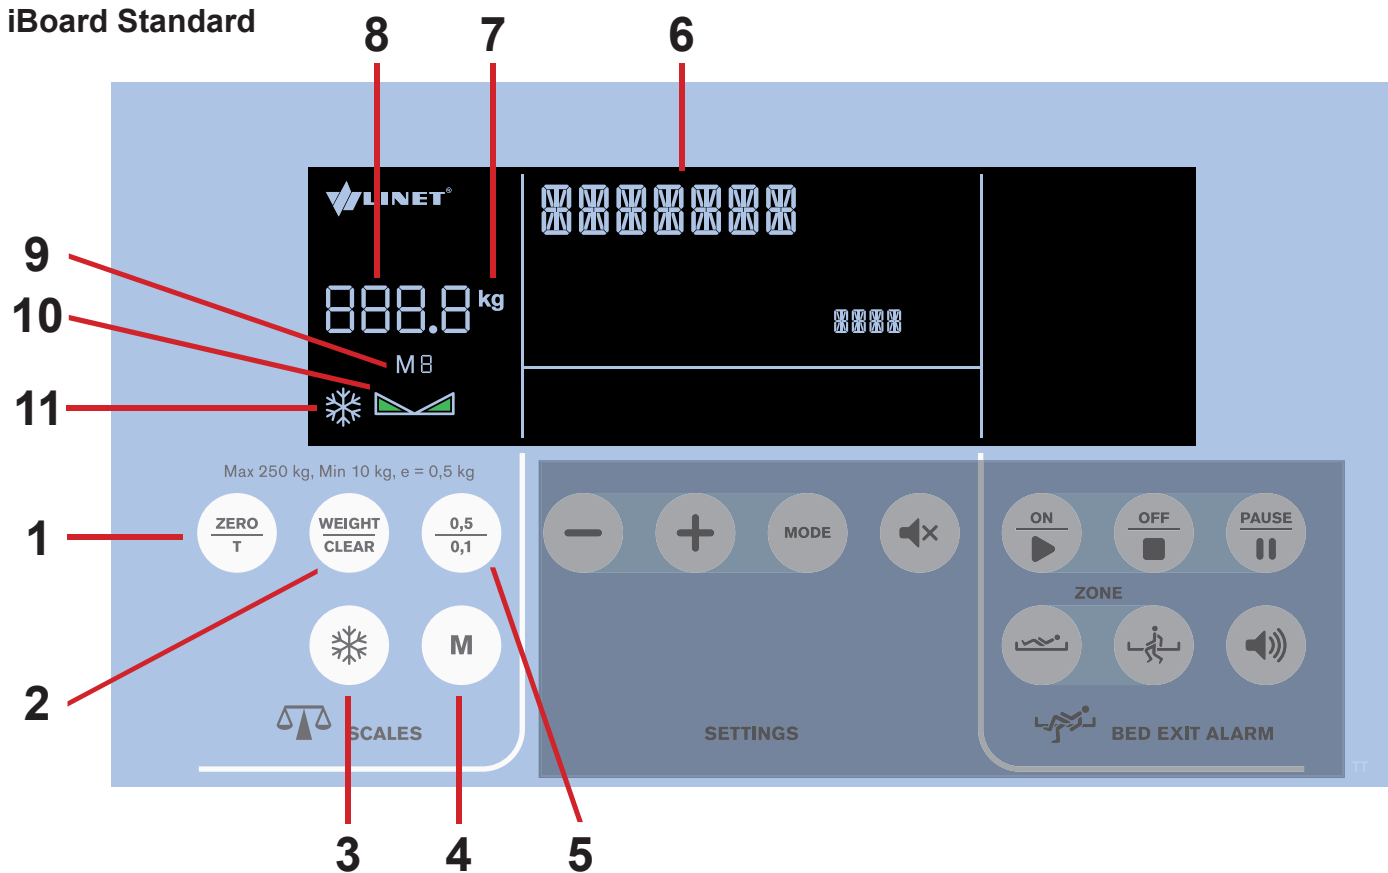 iBoard Standard
8 7 6
LINET®
9
888.8 kg
10
M 8
11
Max 250 kg, Min 10 kg, e = 0,5 kg
1
ZERO
T
WEIGHT
CLEAR
0,5
0,1
MODE
ON
OFF
PAUSE
ZONE
M
2
SCALES
SETTINGS
BED EXIT ALARM
TT
3 4 5